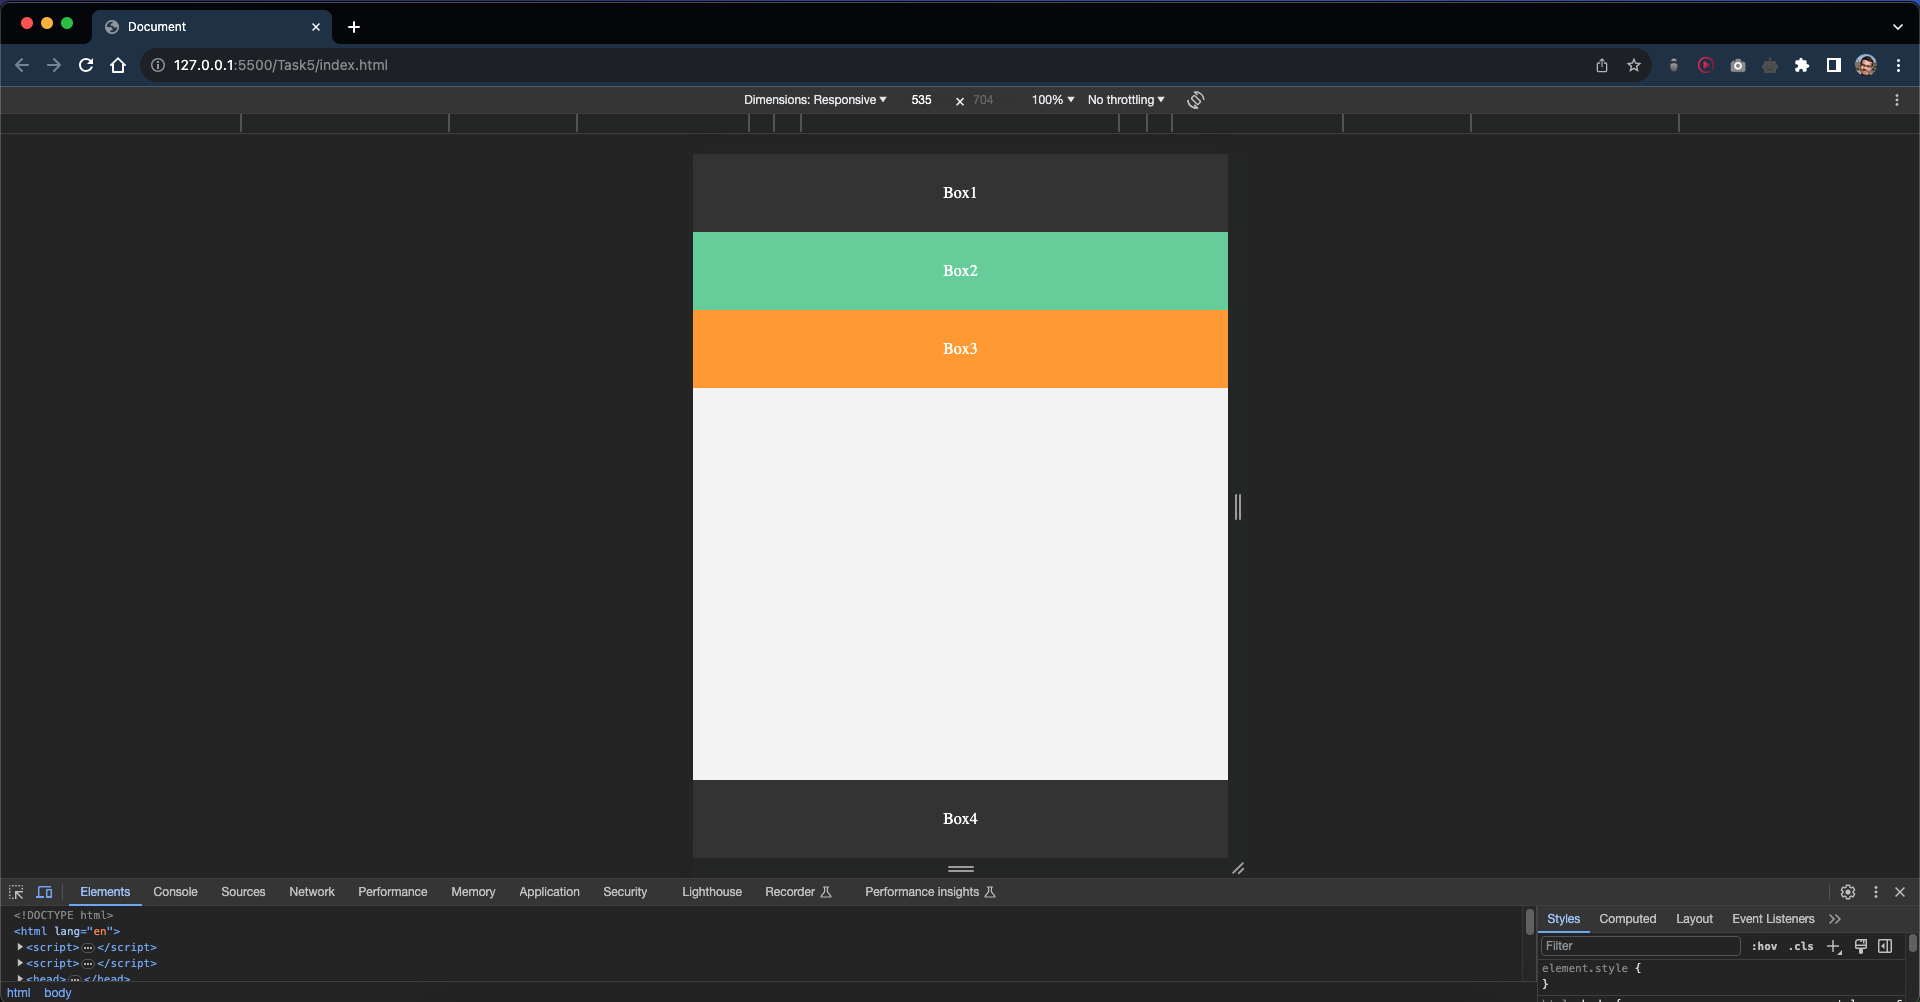 Document
127.0.0.1:5500/Task5/index.html
Dimensions: Responsive 535 × 704 100% No throttling
Box1
Box2
Box3
Box4
Elements Console Sources Network Performance Memory Application Security Lighthouse Recorder Performance insights
<!DOCTYPE html>
<html lang="en">
<script>…</script>
<script>…</script>
<head>…</head>
html body
Styles Computed Layout Event Listeners
Filter :hov .cls
element.style {
}